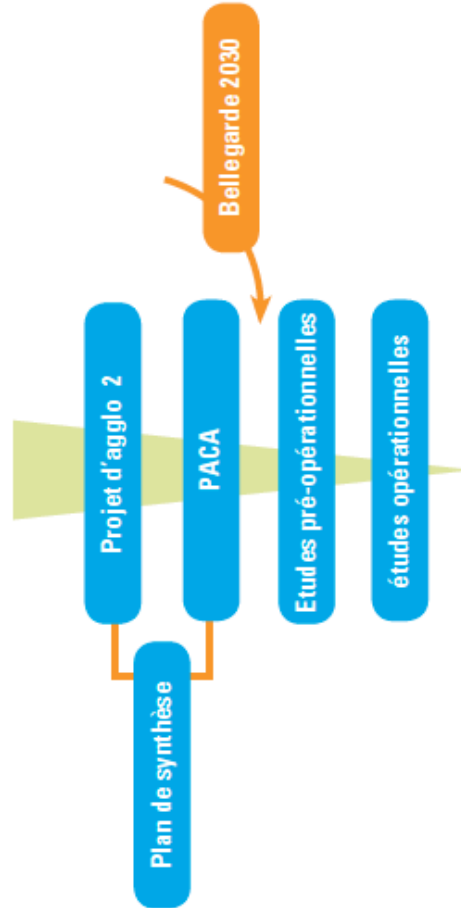 Plan de synthèse
Projet d'agglo 2
PACA
Etudes pré-opérationnelles
études opérationnelles
Bellegarde 2030